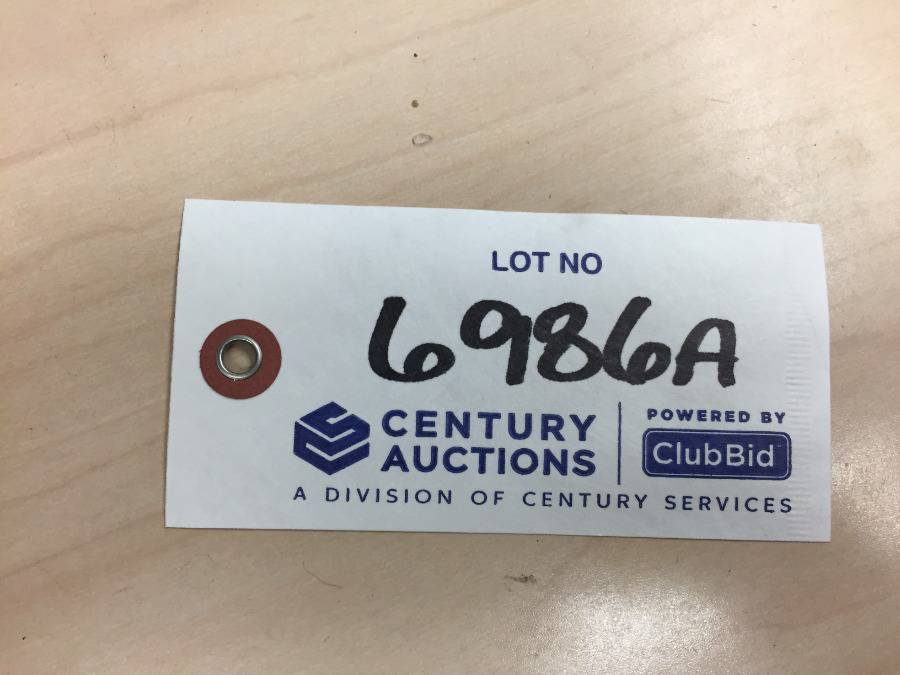 LOT NO
6986A
CENTURY AUCTIONS
POWERED BY
ClubBid
A DIVISION OF CENTURY SERVICES